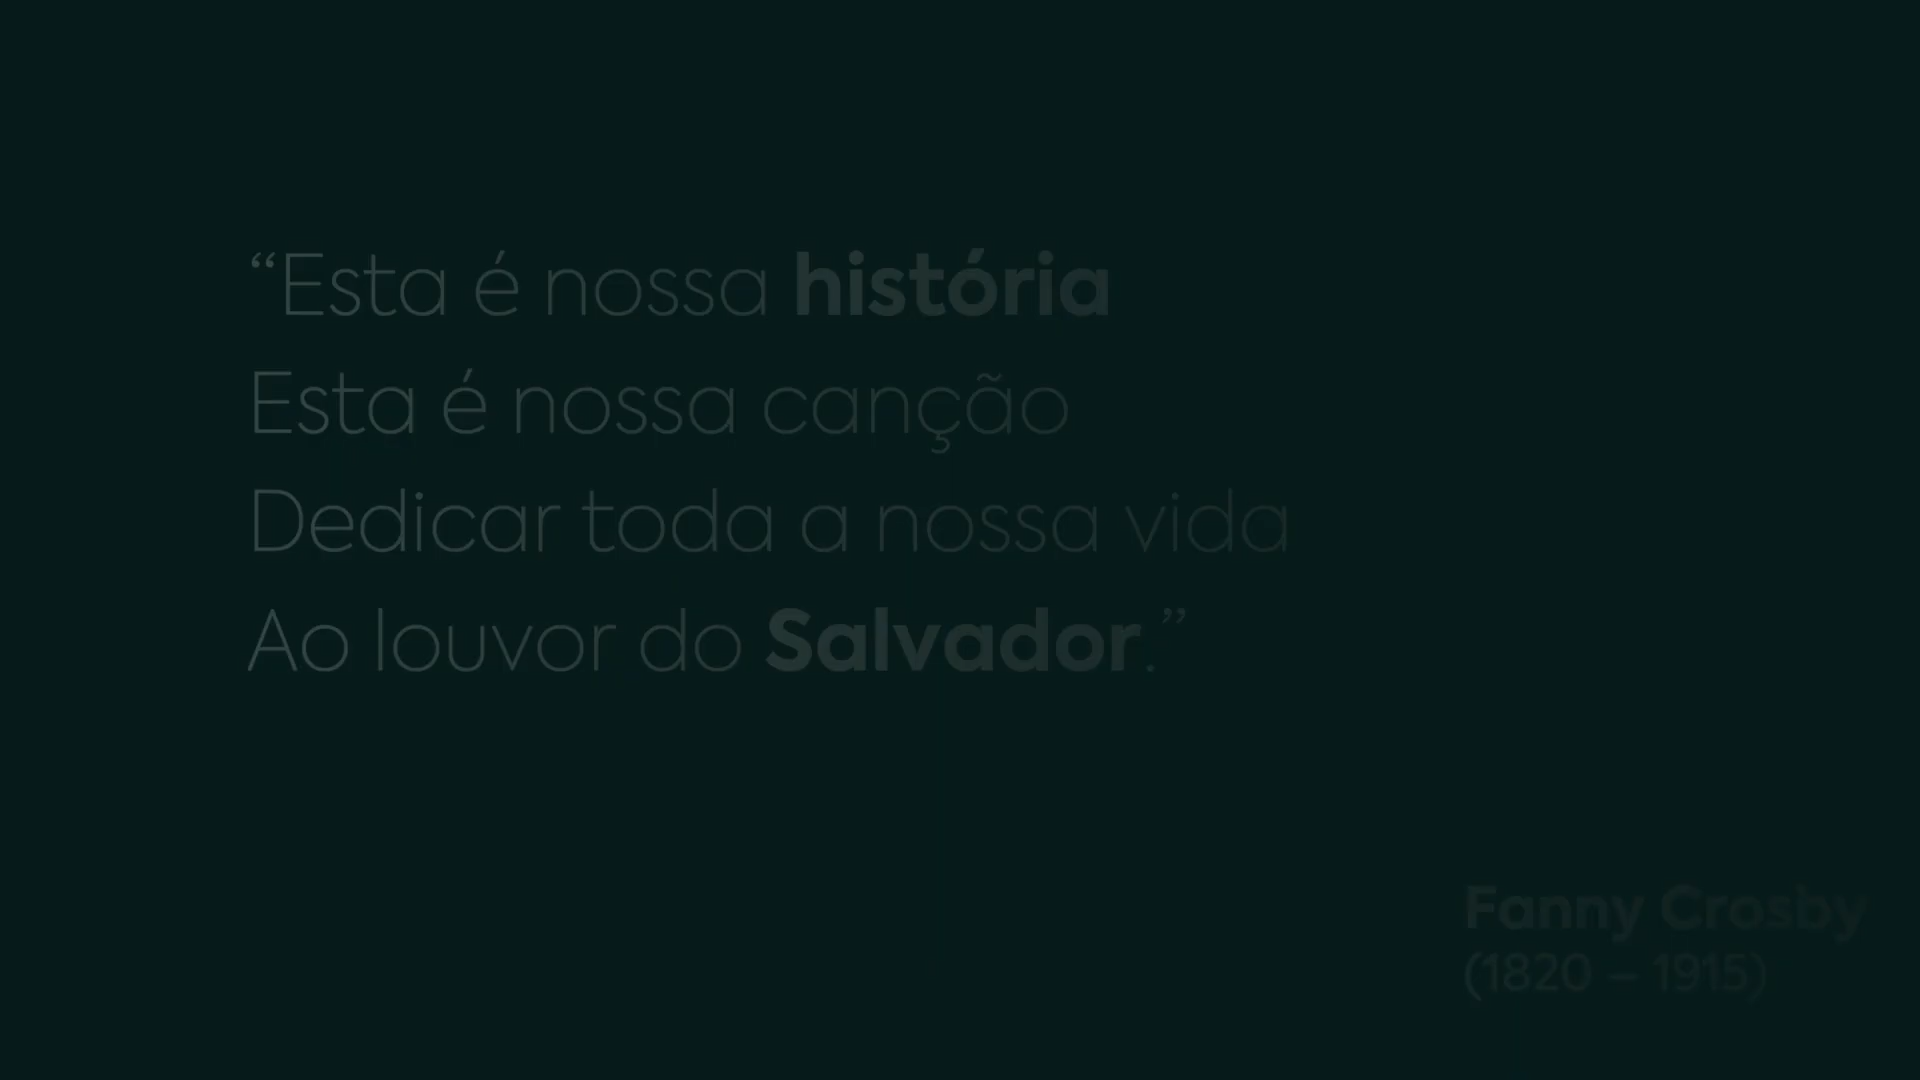 “Esta é nossa história
Esta é nossa canção
Dedicar toda a nossa vida
Ao louvor do Salvador.”
Fanny Crosby
(1820 – 1915)